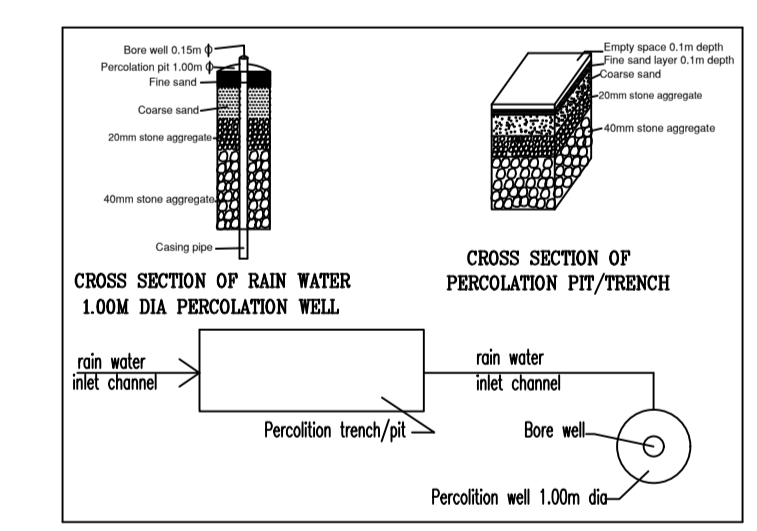 Bore well 0.15m ϕ
Percolation pit 1.00m ϕ
Fine sand
Coarse sand
20mm stone aggregate
40mm stone aggregate
Casing pipe
CROSS SECTION OF RAIN WATER
1.00M DIA PERCOLATION WELL
Empty space 0.1m depth
Fine sand layer 0.1m depth
Coarse sand
20mm stone aggregate
40mm stone aggregate
CROSS SECTION OF
PERCOLATION PIT/TRENCH
rain water
inlet channel
Percolition trench/pit
rain water
inlet channel
Bore well
Percolition well 1.00m dia